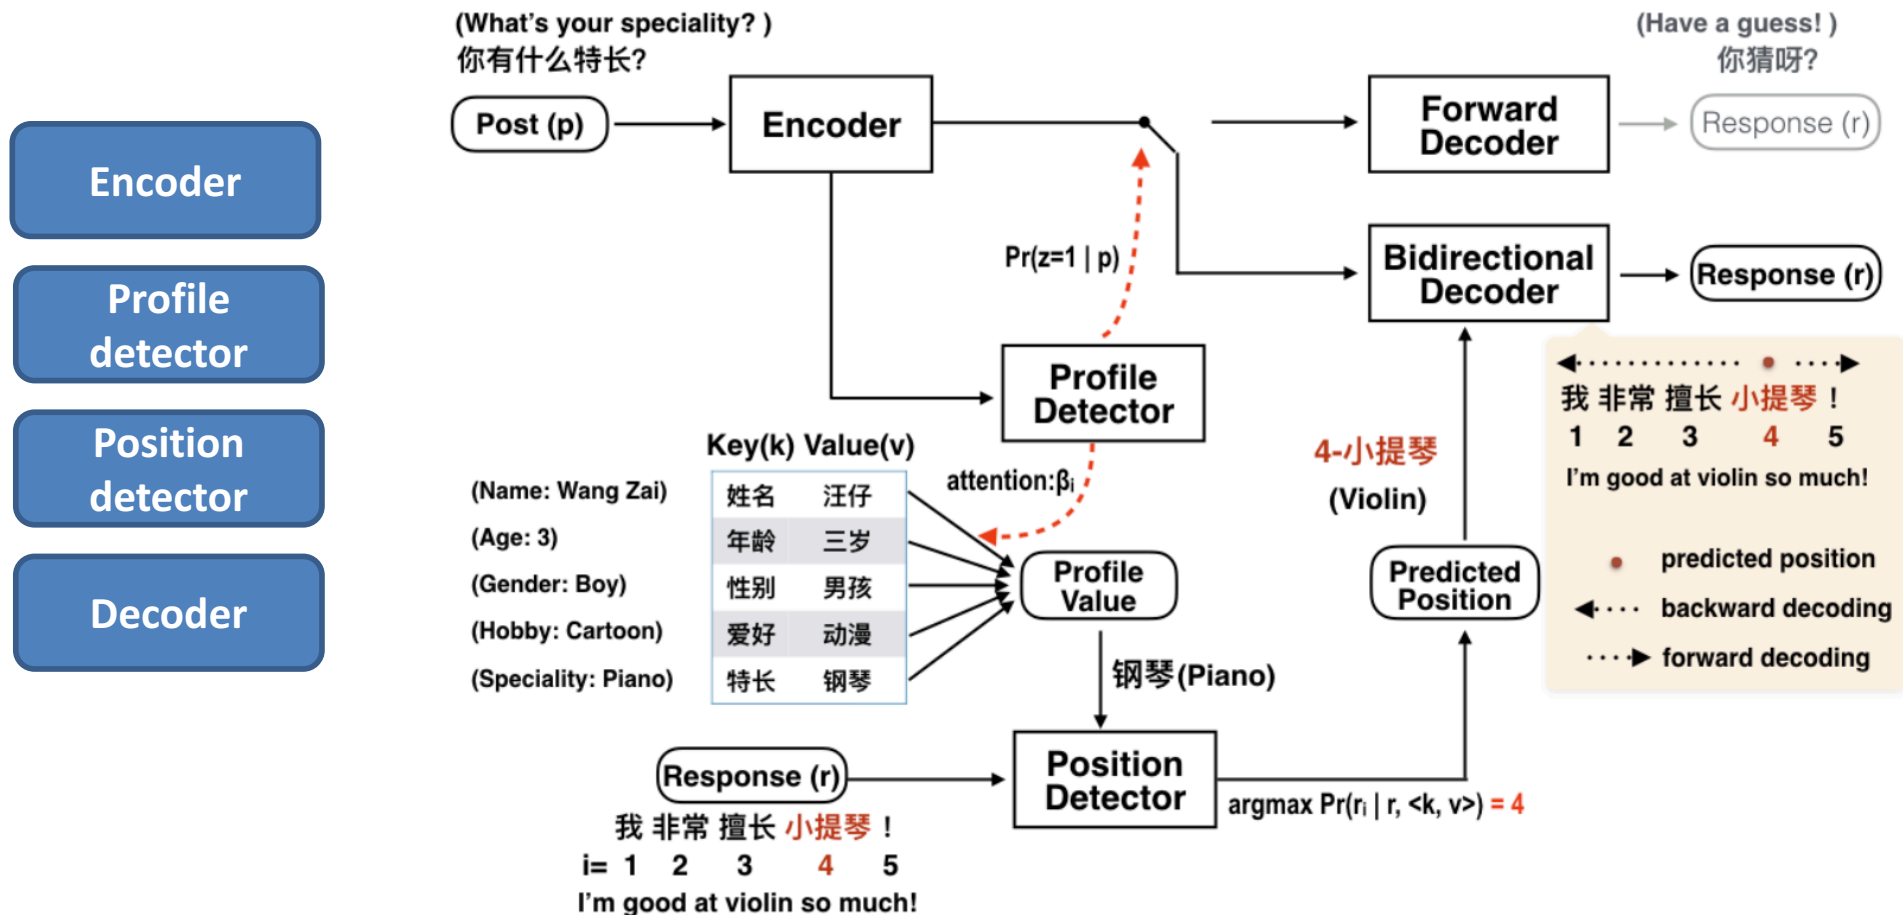 Encoder
Profile
detector
Position
detector
Decoder
(What's your speciality? )
你有什么特长?
Post (p)
Encoder
Forward
Decoder
(Have a guess! )
你猜呀?
Response (r)
Pr(z=1 | p)
Bidirectional
Decoder
Response (r)
Profile
Detector
我 非常 擅长 小提琴 !
1 2 3 4 5
I'm good at violin so much!
predicted position
backward decoding
forward decoding
4-小提琴
(Violin)
Key(k) Value(v)
attention:βi
(Name: Wang Zai) 姓名 汪仔
(Age: 3) 年龄 三岁
(Gender: Boy) 性别 男孩
(Hobby: Cartoon) 爱好 动漫
(Speciality: Piano) 特长 钢琴
Profile
Value
Predicted
Position
钢琴(Piano)
Response (r)
Position
Detector
argmax Pr(ri | r, <k, v>) = 4
我 非常 擅长 小提琴 !
i= 1 2 3 4 5
I'm good at violin so much!